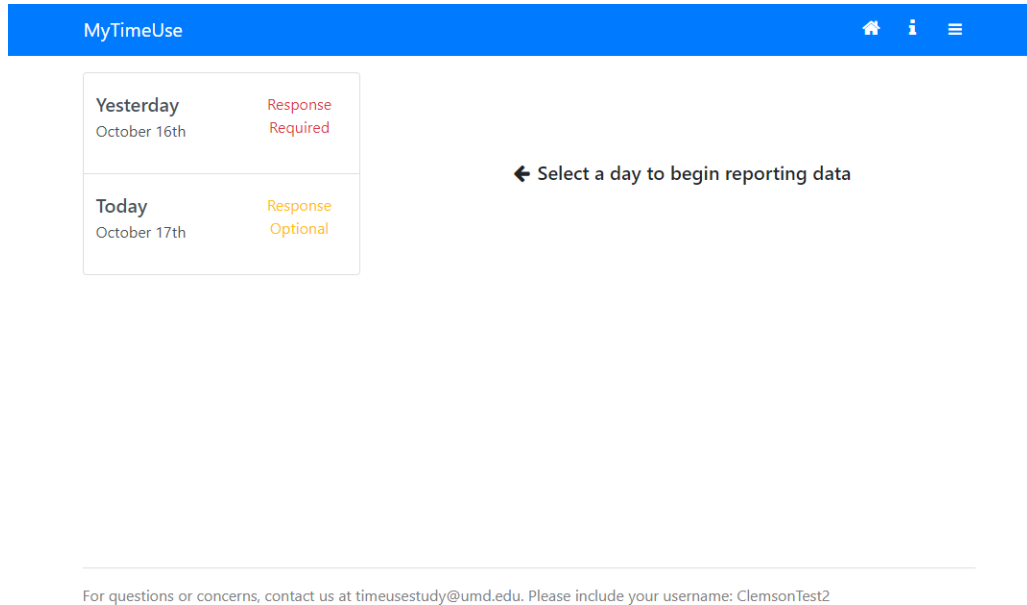 MyTimeUse
Yesterday
October 16th
Response
Required
Today
October 17th
Response
Optional
Select a day to begin reporting data
For questions or concerns, contact us at timeusestudy@umd.edu. Please include your username: ClemsonTest2